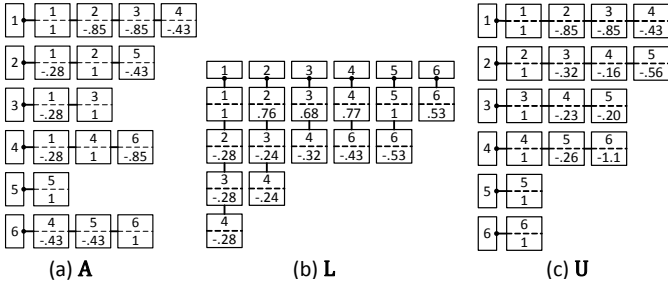 1 1 2 3 4
1 -.85 -.85 -.43
2 1 2 5
-.28 1 -.43
3 1 3
-.28 1
4 1 4 6
-.28 1 -.85
5 5
1
6 4 5 6
-.43 -.43 1
(a) A
1 2 3 4 5 6
1 2 3 4 5 6
1 .76 .68 .77 1 .53
2 3 4 6 6
-.28 -.24 -.32 -.43 -.53
3 4
-.28 -.24
4
-.28
(b) L
1 1 2 3 4
1 -.85 -.85 -.43
2 2 3 4 5
1 -.32 -.16 -.56
3 3 4 5
1 -.23 -.20
4 4 5 6
1 -.26 -1.1
5 5
1
6 6
1
(c) U